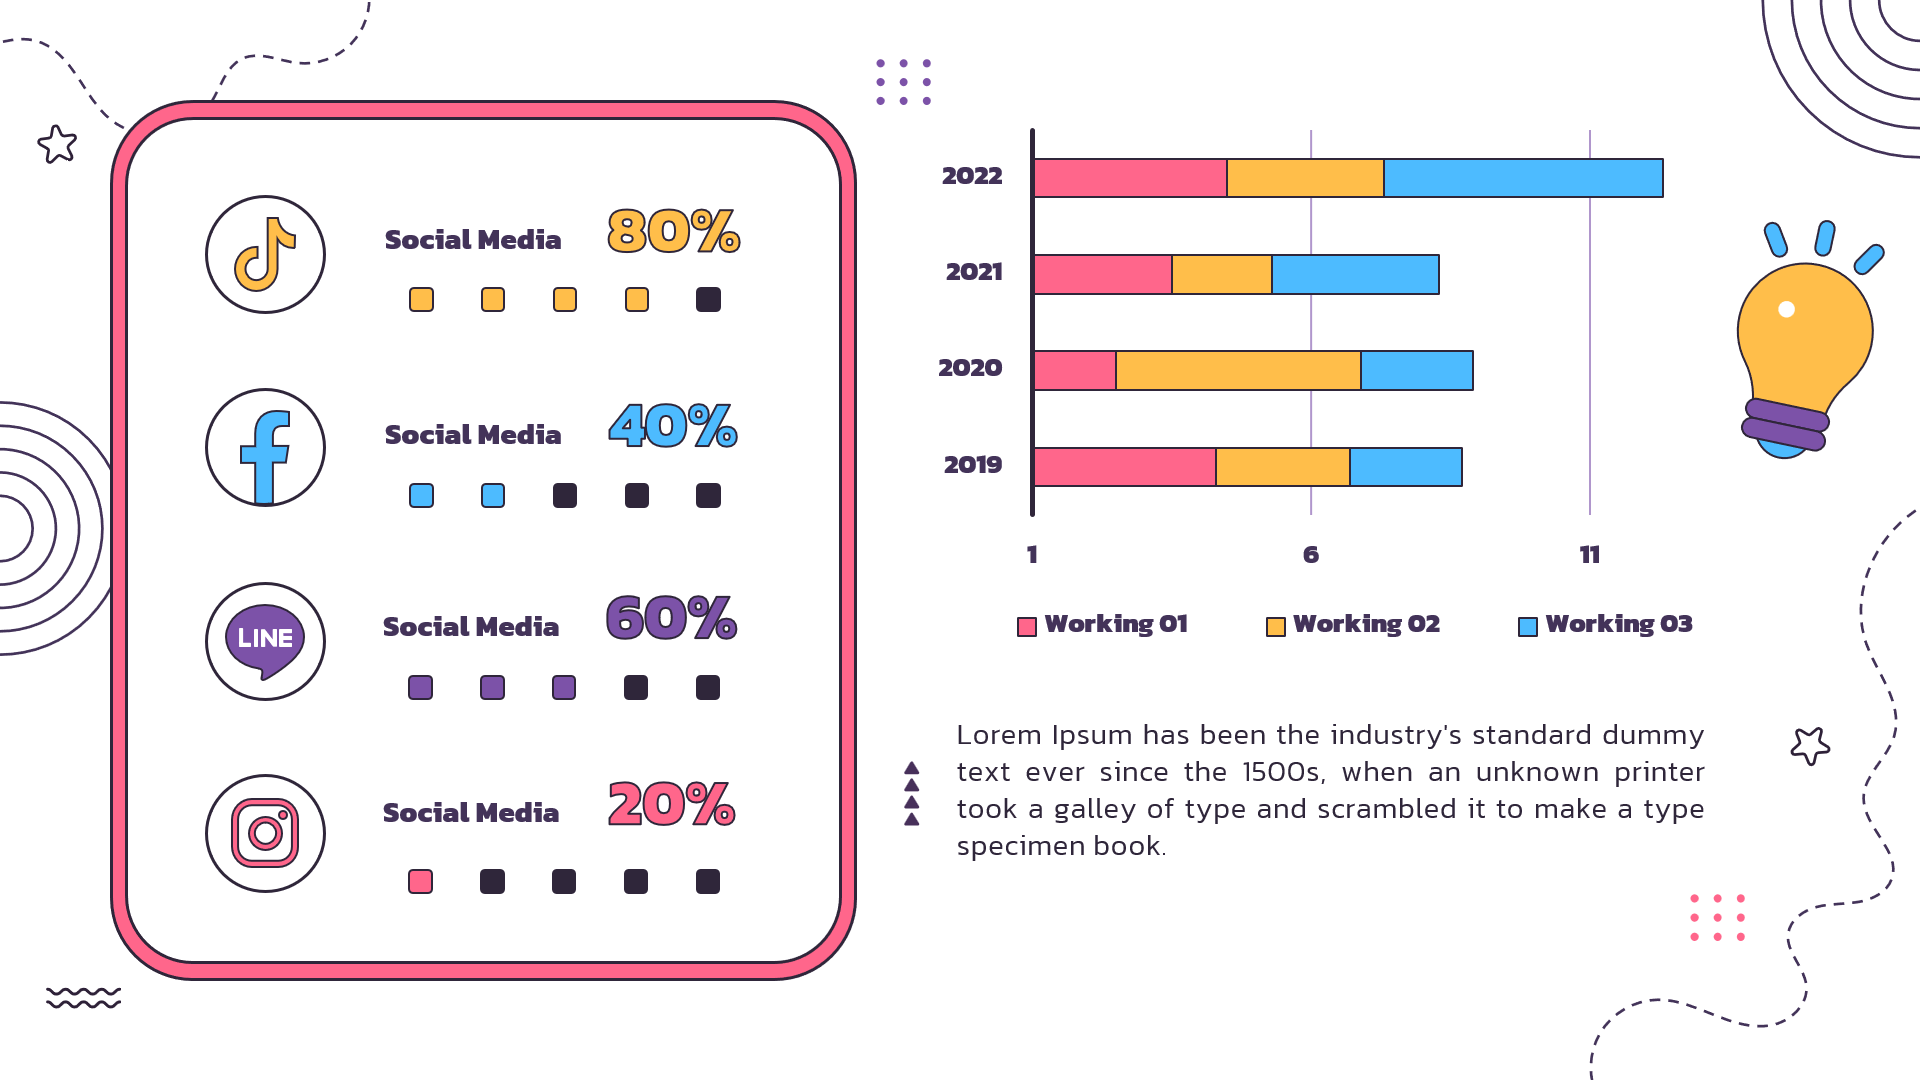 Social Media 80%
Social Media 40%
LINE
Social Media 60%
Social Media 20%
2022
2021
2020
2019
1 6 11
Working 01 Working 02 Working 03
Lorem Ipsum has been the industry's standard dummy
text ever since the 1500s, when an unknown printer
took a galley of type and scrambled it to make a type
specimen book.